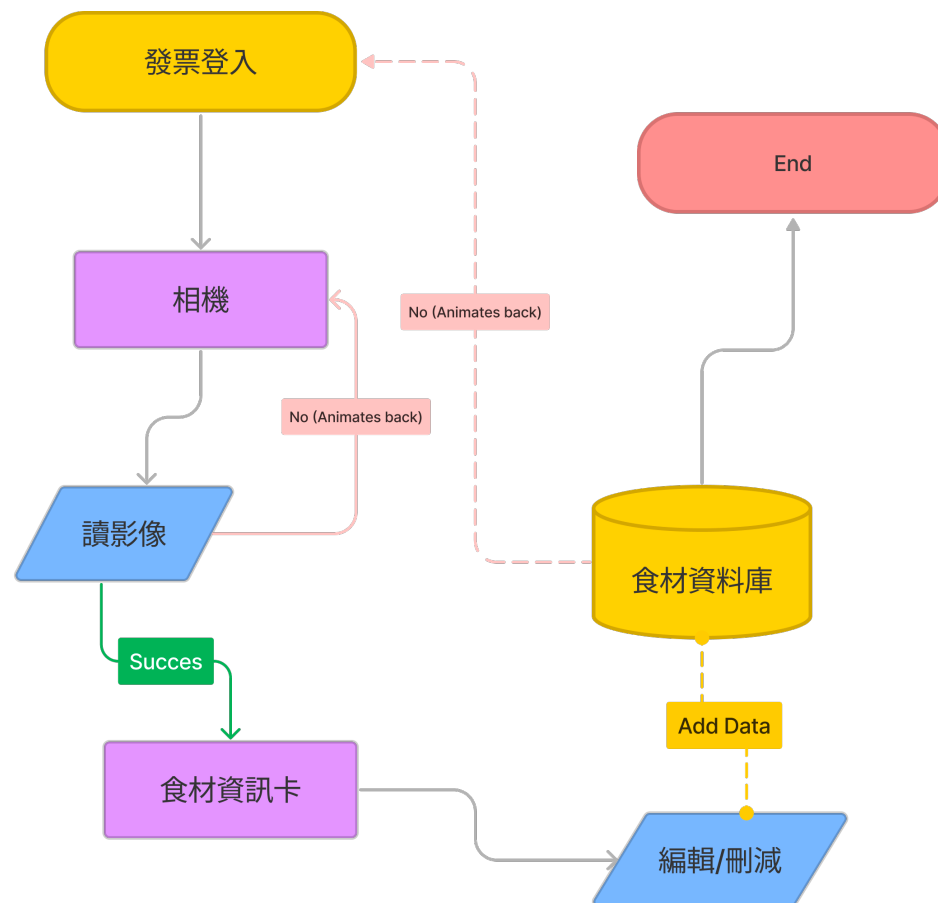 發票登入
End
相機
No (Animates back)
No (Animates back)
讀影像
食材資料庫
Succes
Add Data
食材資訊卡
編輯/刪減